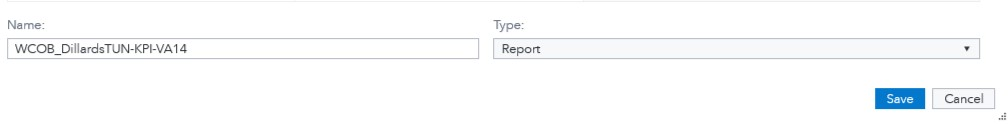 Name: Type:
WCOB_DillardsTUN-KPI-VA14 Report
Save Cancel